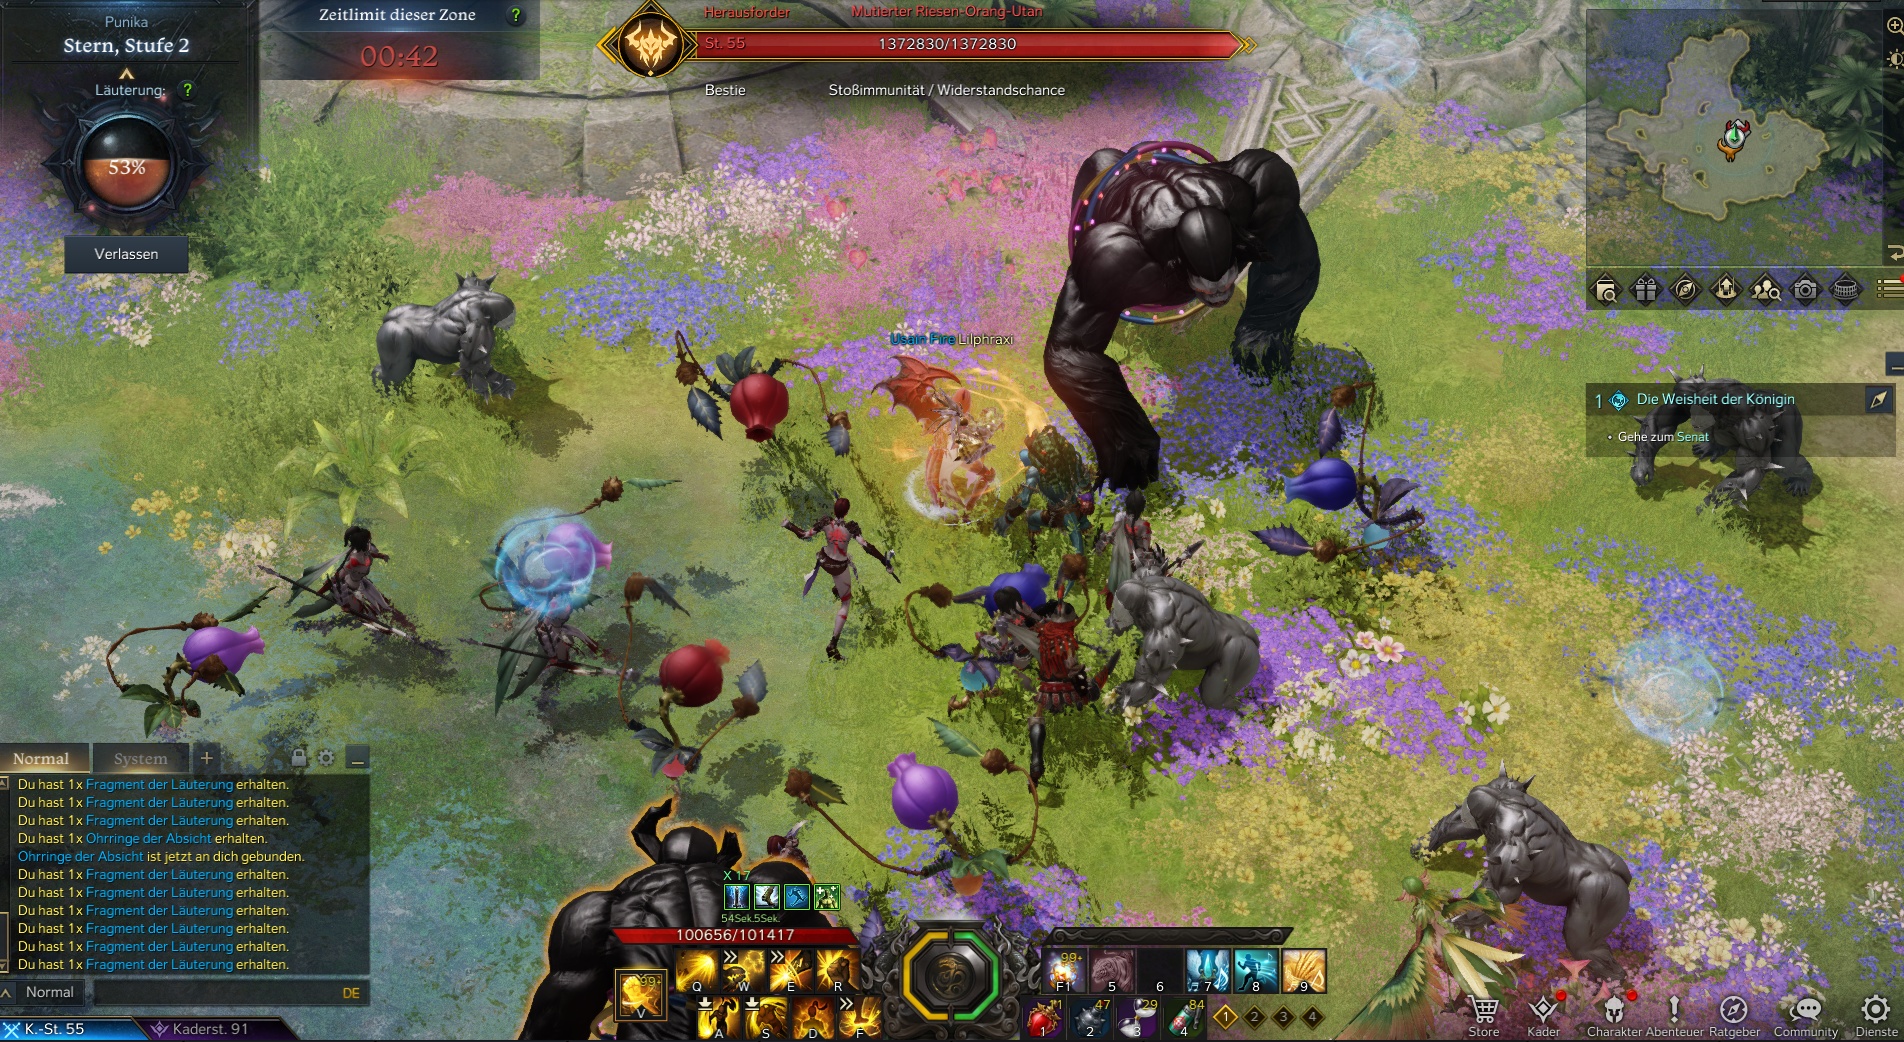 Punika
Stern, Stufe 2
Läuterung: ?
53%
Verlassen
Zeitlimit dieser Zone ?
00:42
Herausforder Mutierter Riesen-Orang-Utan
St. 55 1372830/1372830
Bestie Stoßimmunität / Widerstandschance
Usain Fire Lilphraxi
1 Die Weisheit der Königin
• Gehe zum Senat
Normal System +
Du hast 1x Fragment der Läuterung erhalten.
Du hast 1x Fragment der Läuterung erhalten.
Du hast 1x Fragment der Läuterung erhalten.
Du hast 1x Ohrringe der Absicht erhalten.
Ohrringe der Absicht ist jetzt an dich gebunden.
Du hast 1x Fragment der Läuterung erhalten.
Du hast 1x Fragment der Läuterung erhalten.
Du hast 1x Fragment der Läuterung erhalten.
Du hast 1x Fragment der Läuterung erhalten.
Du hast 1x Fragment der Läuterung erhalten.
Du hast 1x Fragment der Läuterung erhalten.
Normal DE
K.-St. 55 Kaderst. 91
X 17
54Sek. 5Sek.
100656/101417
99+
V
Q W E R
A S D F
99+
F1 5 6 7 8 9
11 47 29 84
1 2 3 4
1 2 3 4
Store Kader Charakter Abenteuer Ratgeber Community Dienste